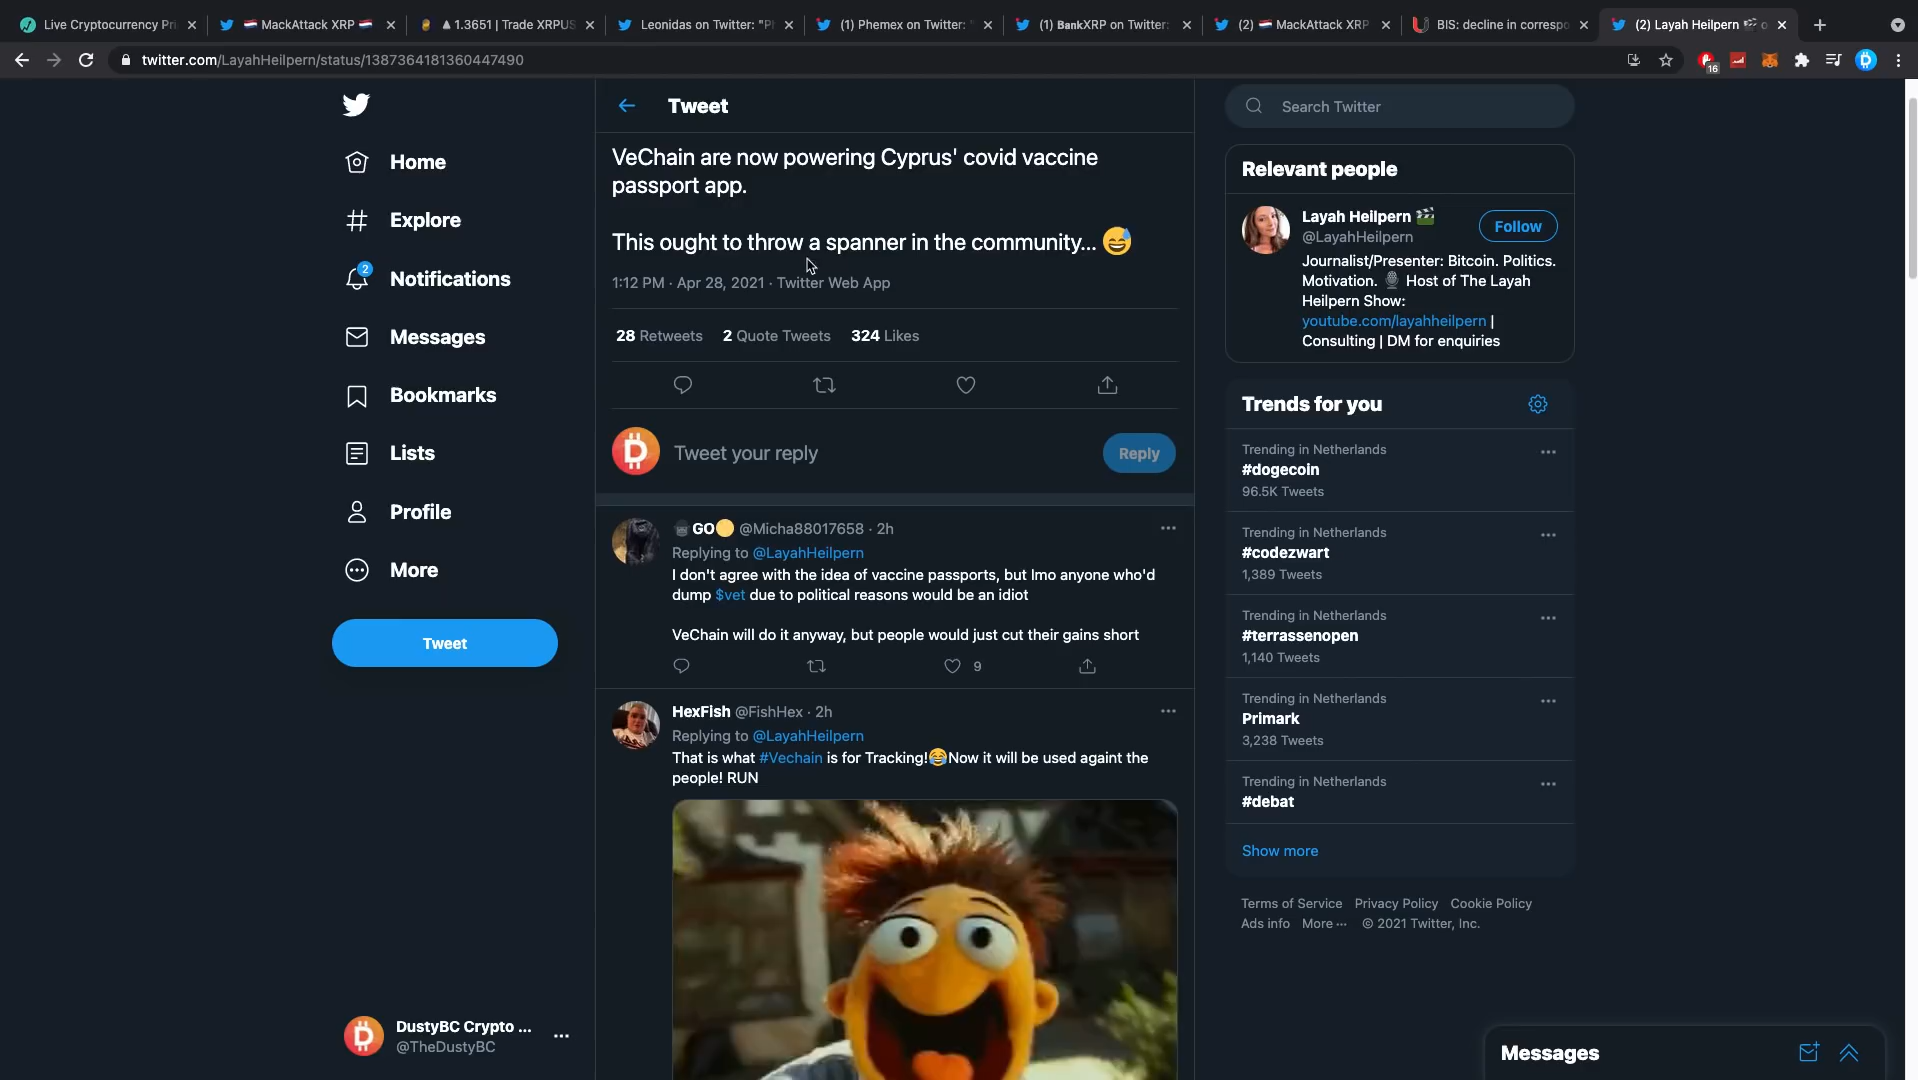 Live Cryptocurrency Pri
MackAttack XRP
1.3651 | Trade XRPUS
Leonidas on Twitter: "Ph
(1) Phemex on Twitter: "
(1) BankXRP on Twitter:
(2) MackAttack XRP
BIS: decline in correspo
(2) Layah Heilpern
twitter.com/LayahHeilpern/status/1387364181360447490
16
Home
Explore
2
Notifications
Messages
Bookmarks
Lists
Profile
More
Tweet
DustyBC Crypto ...
@TheDustyBC
Tweet
VeChain are now powering Cyprus' covid vaccine
passport app.
This ought to throw a spanner in the community...
1:12 PM · Apr 28, 2021 · Twitter Web App
28 Retweets 2 Quote Tweets 324 Likes
Tweet your reply
Reply
GO @Micha88017658 · 2h
Replying to @LayahHeilpern
I don't agree with the idea of vaccine passports, but Imo anyone who'd
dump $vet due to political reasons would be an idiot
VeChain will do it anyway, but people would just cut their gains short
9
HexFish @FishHex · 2h
Replying to @LayahHeilpern
That is what #Vechain is for Tracking!Now it will be used againt the
people! RUN
Search Twitter
Relevant people
Layah Heilpern
@LayahHeilpern
Follow
Journalist/Presenter: Bitcoin. Politics.
Motivation. Host of The Layah
Heilpern Show:
youtube.com/layahheilpern |
Consulting | DM for enquiries
Trends for you
Trending in Netherlands
#dogecoin
96.5K Tweets
Trending in Netherlands
#codezwart
1,389 Tweets
Trending in Netherlands
#terrassenopen
1,140 Tweets
Trending in Netherlands
Primark
3,238 Tweets
Trending in Netherlands
#debat
Show more
Terms of Service Privacy Policy Cookie Policy
Ads info More ··· © 2021 Twitter, Inc.
Messages